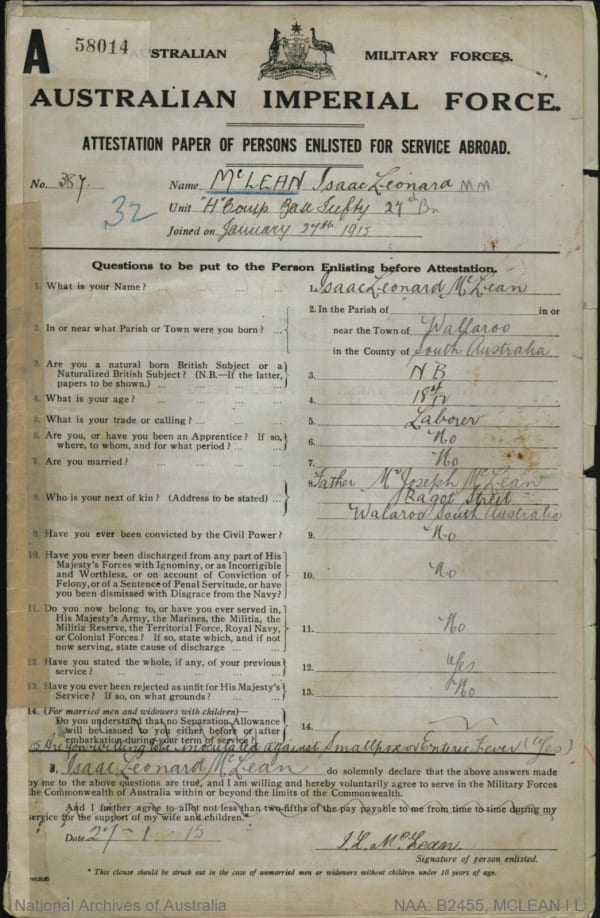 A 58014 STRALIAN MILITARY FORCES.
AUSTRALIAN IMPERIAL FORCE.
ATTESTATION PAPER OF PERSONS ENLISTED FOR SERVICE ABROAD.
No. 387. Name McLEAN Isaac Leonard MM
32 Unit "H" Comp Base Infty 27th Bn
Joined on January 27th. 1915
Questions to be put to the Person Enlisting before Attestation.
1. What is your Name? ... 1. Isaac Leonard McLean
2. In or near what Parish or Town were you born? ... 2. In the Parish of in or
near the Town of Wallaroo
in the County of South Australia
3. Are you a natural born British Subject or a
Naturalized British Subject? (N.B.—If the latter,
papers to be shown.) ... 3. NB
4. What is your age? ... 4. 18
5. What is your trade or calling? ... 5. Laborer
6. Are you, or have you been an Apprentice? If so,
where, to whom, and for what period? ... 6. No
7. Are you married? ... 7. No
8. Who is your next of kin? (Address to be stated) ... 8. Father Mr Joseph McLean
Bagot Street
Walaroo South Australia
9. Have you ever been convicted by the Civil Power? 9. No
10. Have you ever been discharged from any part of His
Majesty's Forces with Ignominy, or as Incorrigible
and Worthless, or on account of Conviction of
Felony, or of a Sentence of Penal Servitude, or have
you been dismissed with Disgrace from the Navy? 10. No
11. Do you now belong to, or have you ever served in,
His Majesty's Army, the Marines, the Militia, the
Militia Reserve, the Territorial Force, Royal Navy,
or Colonial Forces? If so, state which, and if not
now serving, state cause of discharge ... 11. No
12. Have you stated the whole, if any, of your previous
service? ... 12. Yes
13. Have you ever been rejected as unfit for His Majesty's
Service? If so, on what grounds? ... 13. No
14. (For married men and widowers with children)—
Do you understand that no Separation Allowance
will be issued to you either before or after
embarkation during your term of service? 14.
15 Are you willing to be inoculated against Smallpox or Enteric Fever (Yes)
I, Isaac Leonard McLean do solemnly declare that the above answers made
by me to the above questions are true, and I am willing and hereby voluntarily agree to serve in the Military Forces
the Commonwealth of Australia within or beyond the limits of the Commonwealth.
And I further agree to allot not less than two-fifths of the pay payable to me from time to time during my
service for the support of my wife and children.*
Date 27 - 1 - 15
I. L. McLean.
Signature of person enlisted.
* This clause should be struck out in the case of unmarried men or widowers without children under 18 years of age.
National Archives of Australia NAA: B2455, MCLEAN I L